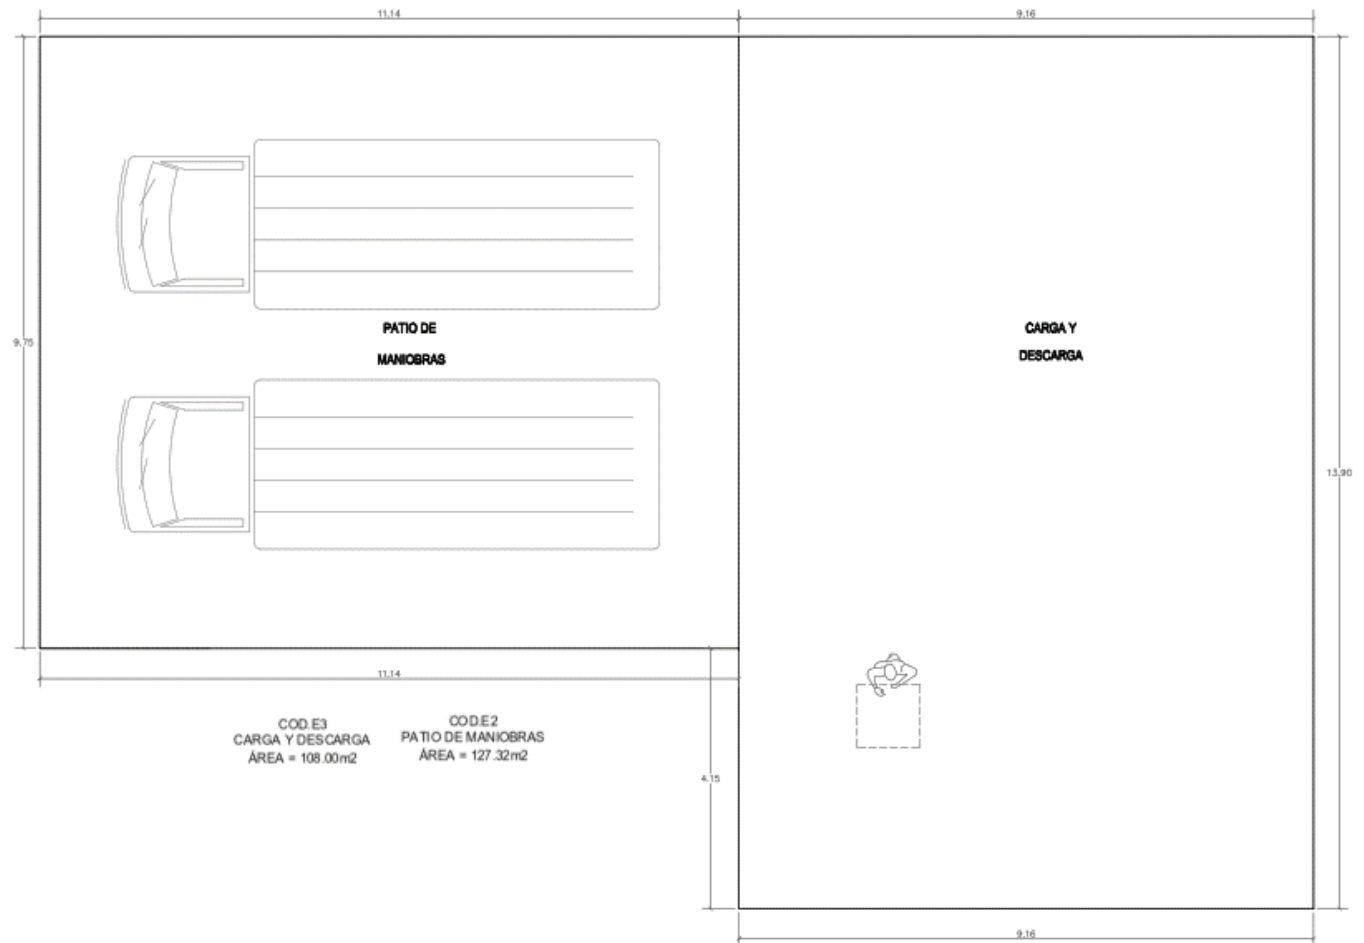 11.14
9.16
PATIO DE
MANIOBRAS
CARGA Y
DESCARGA
9.75
13.90
11.14
COD.E3
CARGA Y DESCARGA
ÁREA = 108.00m2
COD.E2
PATIO DE MANIOBRAS
ÁREA = 127.32m2
4.15
9.16